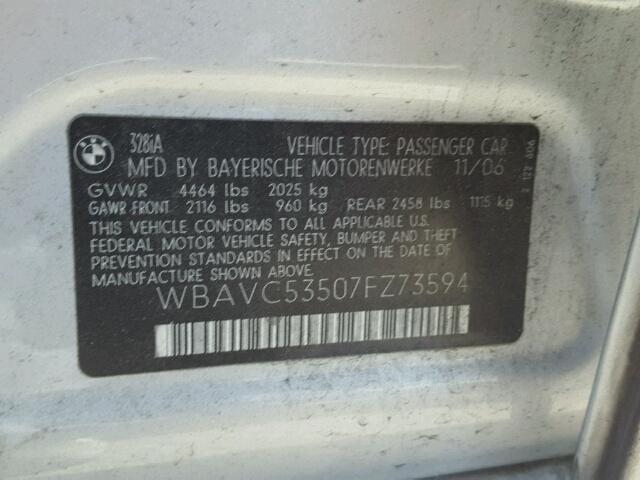 BMW
328iA VEHICLE TYPE: PASSENGER CAR
MFD BY BAYERISCHE MOTORENWERKE 11/06
GVWR 4464 lbs 2025 kg
GAWR FRONT 2116 lbs 960 kg REAR 2458 lbs 1115 kg
THIS VEHICLE CONFORMS TO ALL APPLICABLE U.S.
FEDERAL MOTOR VEHICLE SAFETY, BUMPER AND THEFT
PREVENTION STANDARDS IN EFFECT ON THE DATE OF
MANUFACTURE SHOWN ABOVE.
WBAVC53507FZ73594